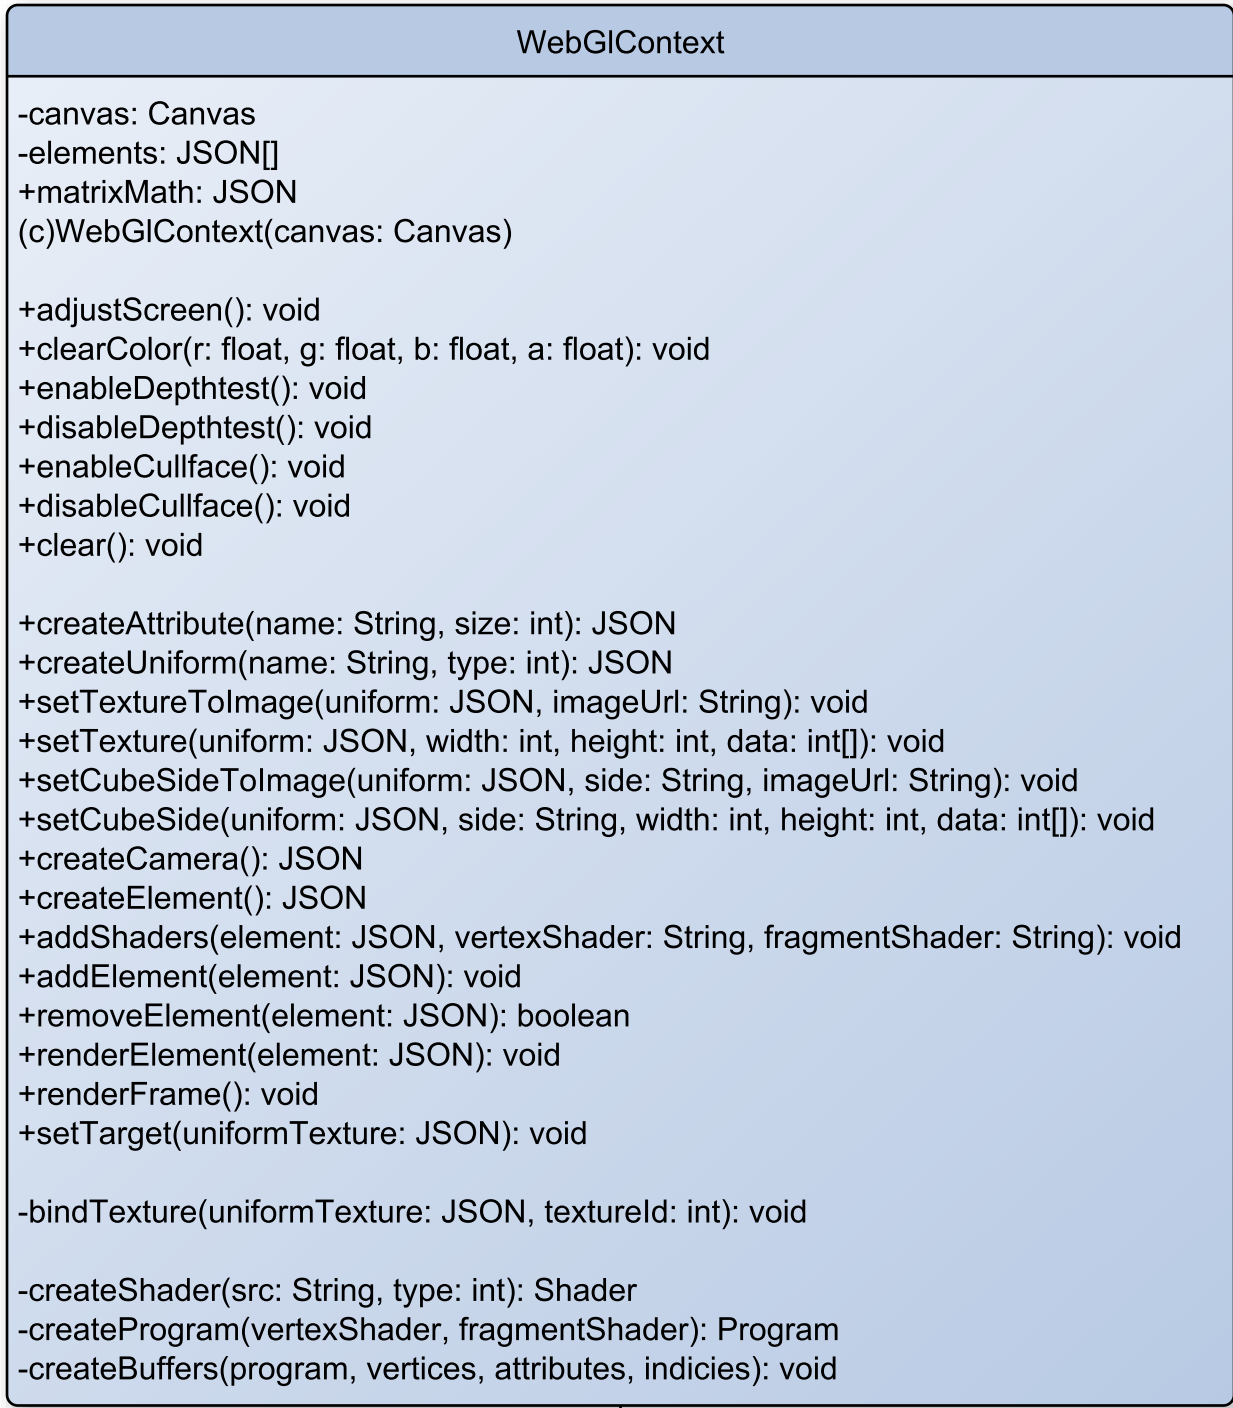 WebGlContext
-canvas: Canvas
-elements: JSON[]
+matrixMath: JSON
(c)WebGlContext(canvas: Canvas)
+adjustScreen(): void
+clearColor(r: float, g: float, b: float, a: float): void
+enableDepthtest(): void
+disableDepthtest(): void
+enableCullface(): void
+disableCullface(): void
+clear(): void
+createAttribute(name: String, size: int): JSON
+createUniform(name: String, type: int): JSON
+setTextureToImage(uniform: JSON, imageUrl: String): void
+setTexture(uniform: JSON, width: int, height: int, data: int[]): void
+setCubeSideToImage(uniform: JSON, side: String, imageUrl: String): void
+setCubeSide(uniform: JSON, side: String, width: int, height: int, data: int[]): void
+createCamera(): JSON
+createElement(): JSON
+addShaders(element: JSON, vertexShader: String, fragmentShader: String): void
+addElement(element: JSON): void
+removeElement(element: JSON): boolean
+renderElement(element: JSON): void
+renderFrame(): void
+setTarget(uniformTexture: JSON): void
-bindTexture(uniformTexture: JSON, textureId: int): void
-createShader(src: String, type: int): Shader
-createProgram(vertexShader, fragmentShader): Program
-createBuffers(program, vertices, attributes, indicies): void